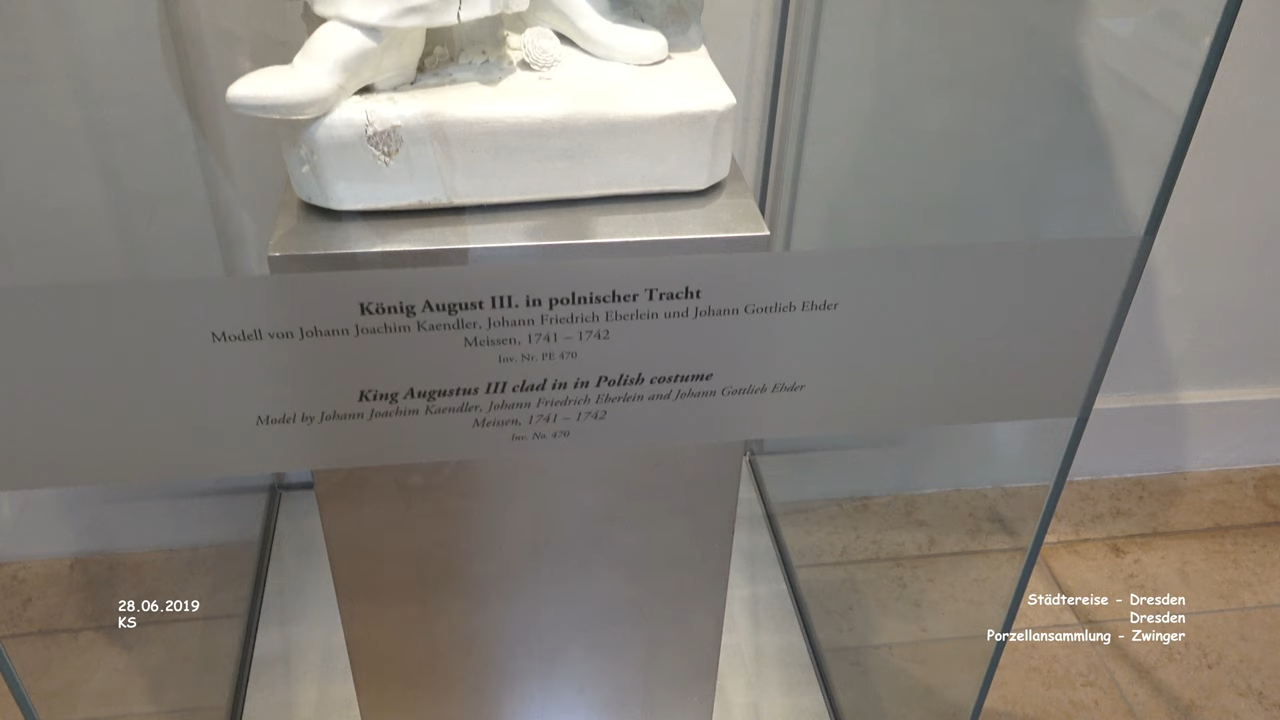 König August III. in polnischer Tracht
Modell von Johann Joachim Kaendler, Johann Friedrich Eberlein und Johann Gottlieb Ehder
Meissen, 1741 – 1742
Inv. Nr. PE 470
King Augustus III clad in in Polish costume
Model by Johann Joachim Kaendler, Johann Friedrich Eberlein and Johann Gottlieb Ehder
Meissen, 1741 – 1742
Inv. No. 470
28.06.2019
KS
Städtereise - Dresden
Dresden
Porzellansammlung - Zwinger